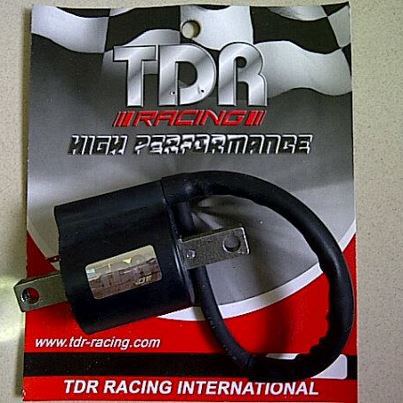 TDR
RACING
HIGH PERFORMANCE
www.tdr-racing.com
TDR RACING INTERNATIONAL